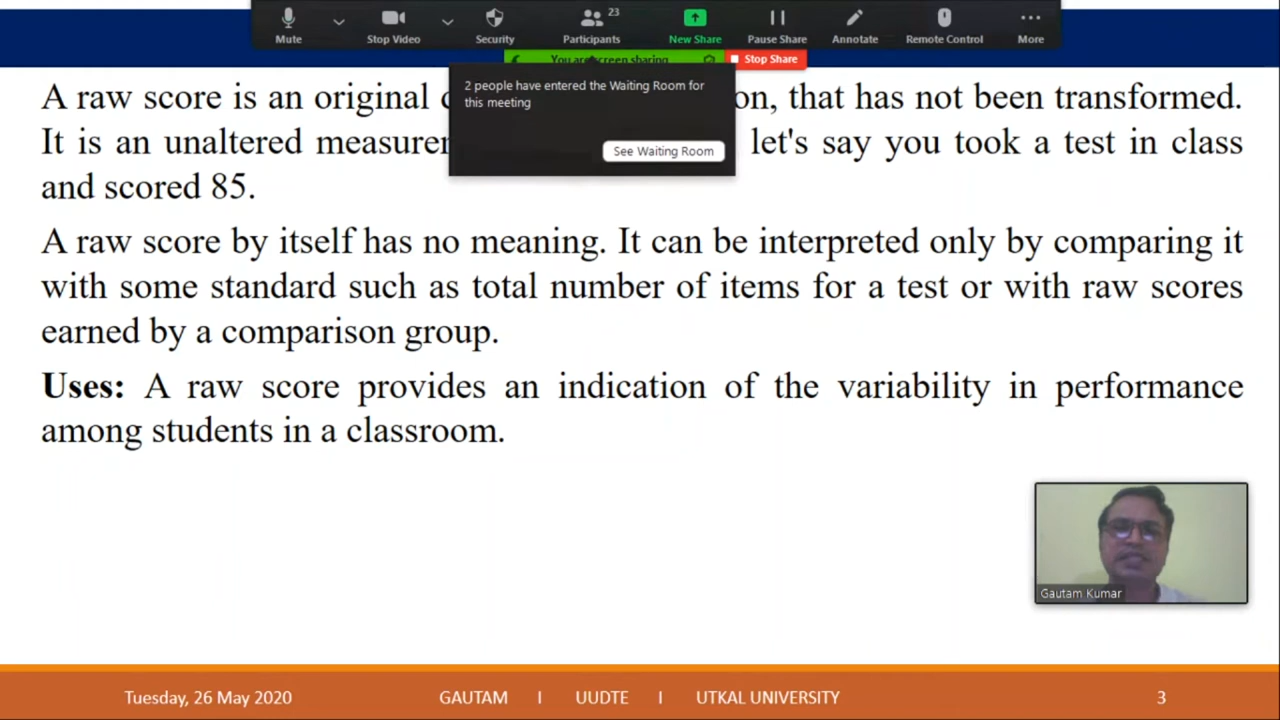 23
Mute
Stop Video
Security
Participants
New Share
Pause Share
Annotate
Remote Control
More
You are screen sharing
Stop Share
2 people have entered the Waiting Room for
this meeting
See Waiting Room
A raw score is an original on, that has not been transformed.
It is an unaltered let's say you took a test in class
and scored 85.
A raw score by itself has no meaning. It can be interpreted only by comparing it
with some standard such as total number of items for a test or with raw scores
earned by a comparison group.
Uses: A raw score provides an indication of the variability in performance
among students in a classroom.
Gautam Kumar
Tuesday, 26 May 2020 GAUTAM I UUDTE I UTKAL UNIVERSITY 3